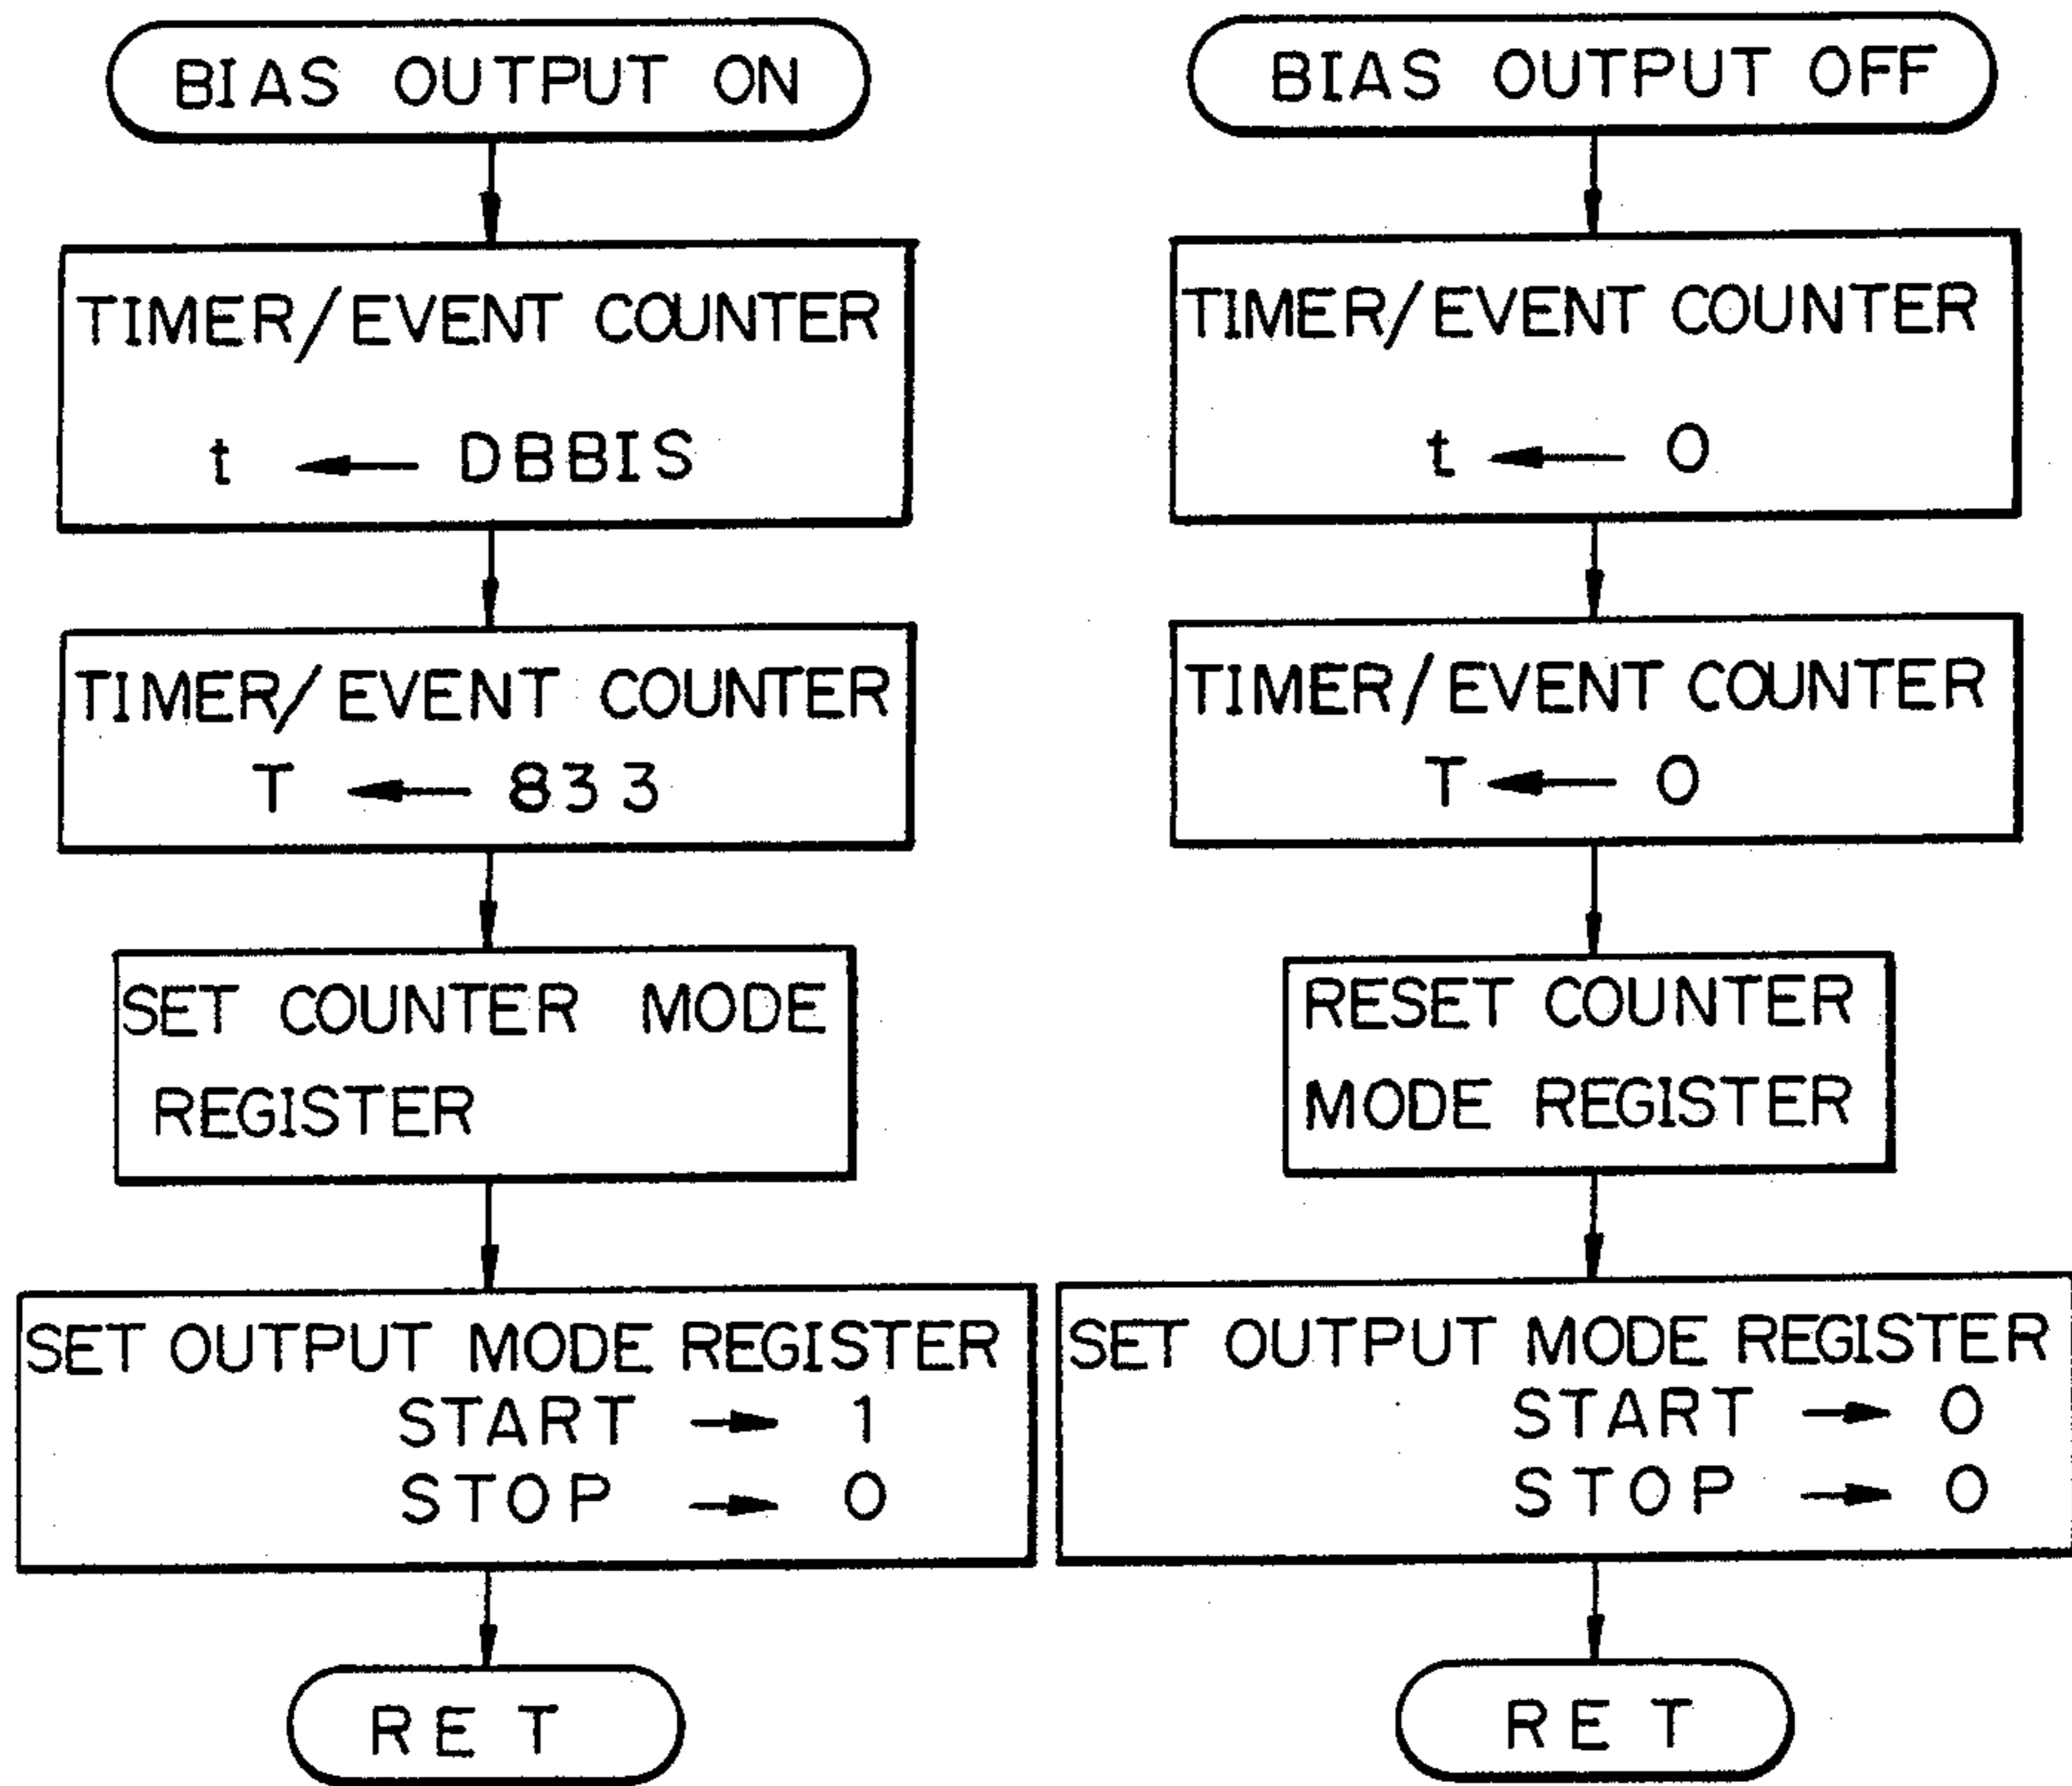 BIAS OUTPUT ON
TIMER/EVENT COUNTER
t ← DBBIS
TIMER/EVENT COUNTER
T ← 833
SET COUNTER MODE
REGISTER
SET OUTPUT MODE REGISTER
START → 1
STOP → 0
RET
BIAS OUTPUT OFF
TIMER/EVENT COUNTER
t ← 0
TIMER/EVENT COUNTER
T ← 0
RESET COUNTER
MODE REGISTER
SET OUTPUT MODE REGISTER
START → 0
STOP → 0
RET